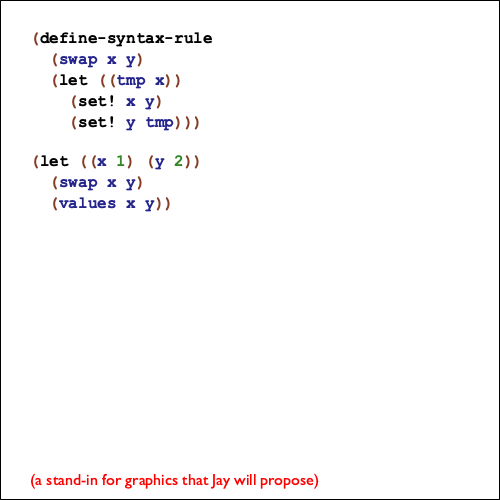 (define-syntax-rule
  (swap x y)
  (let ((tmp x))
    (set! x y)
    (set! y tmp)))
(let ((x 1) (y 2))
  (swap x y)
  (values x y))
(a stand-in for graphics that Jay will propose)